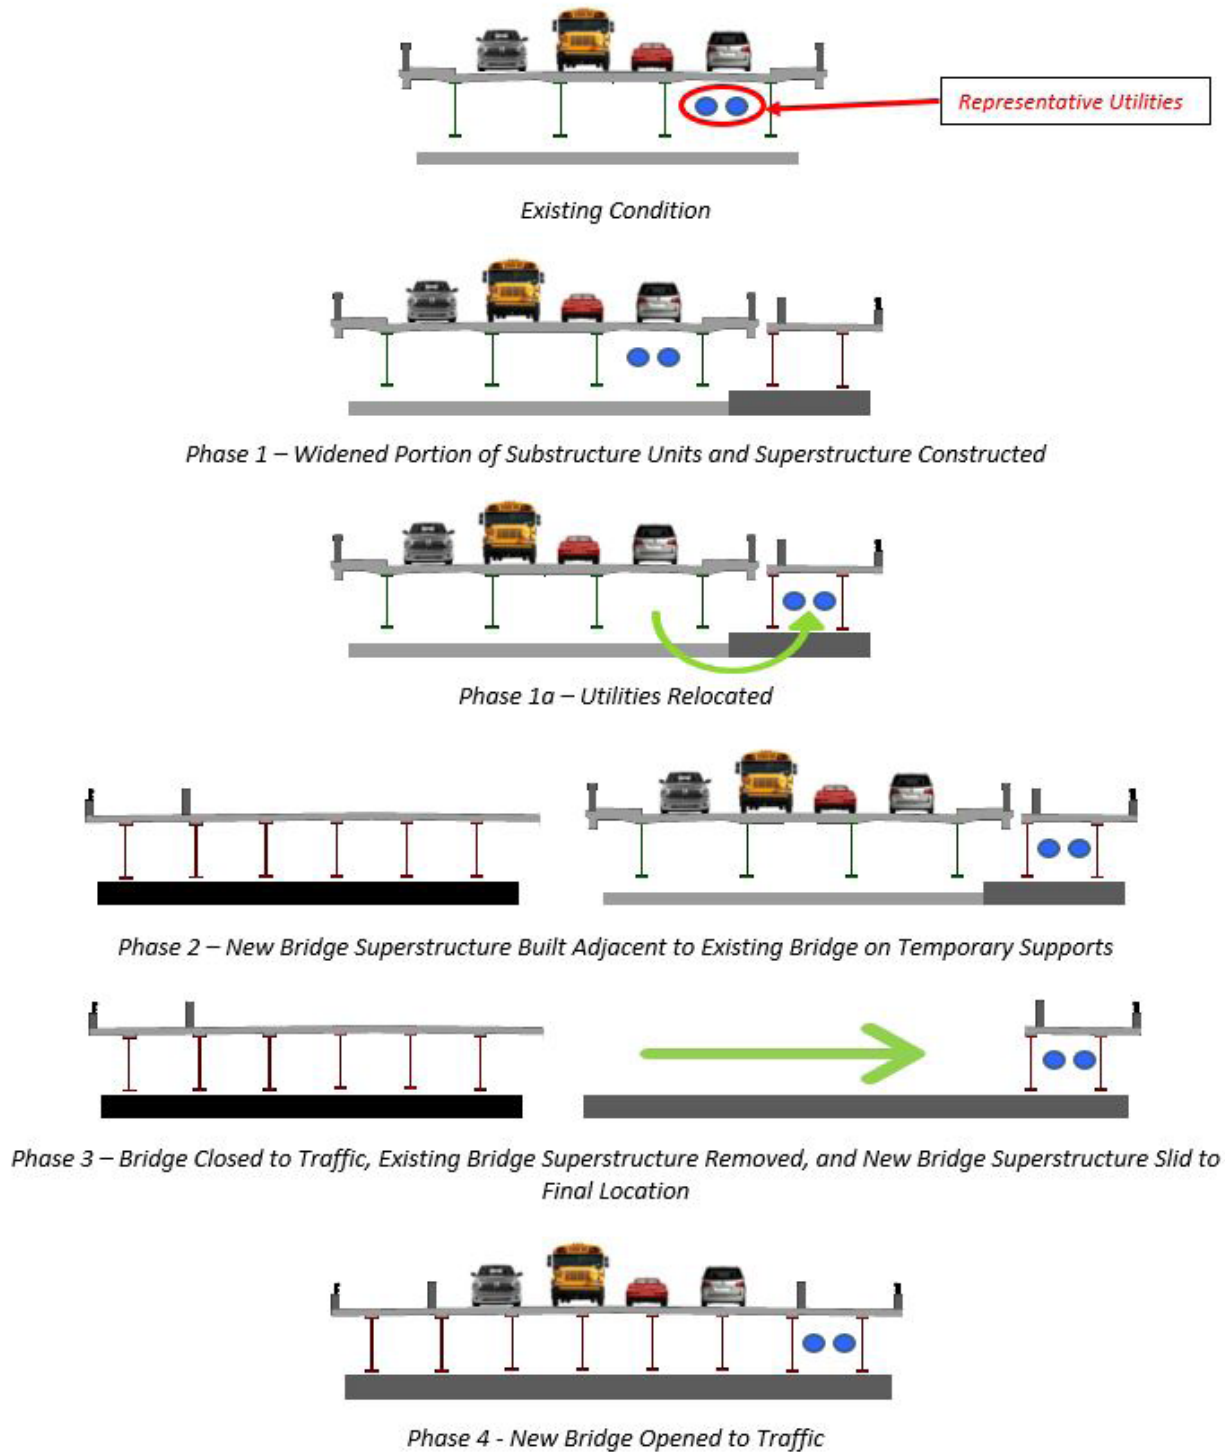 Representative Utilities
Existing Condition
Phase 1 – Widened Portion of Substructure Units and Superstructure Constructed
Phase 1a – Utilities Relocated
Phase 2 – New Bridge Superstructure Built Adjacent to Existing Bridge on Temporary Supports
Phase 3 – Bridge Closed to Traffic, Existing Bridge Superstructure Removed, and New Bridge Superstructure Slid to
Final Location
Phase 4 - New Bridge Opened to Traffic